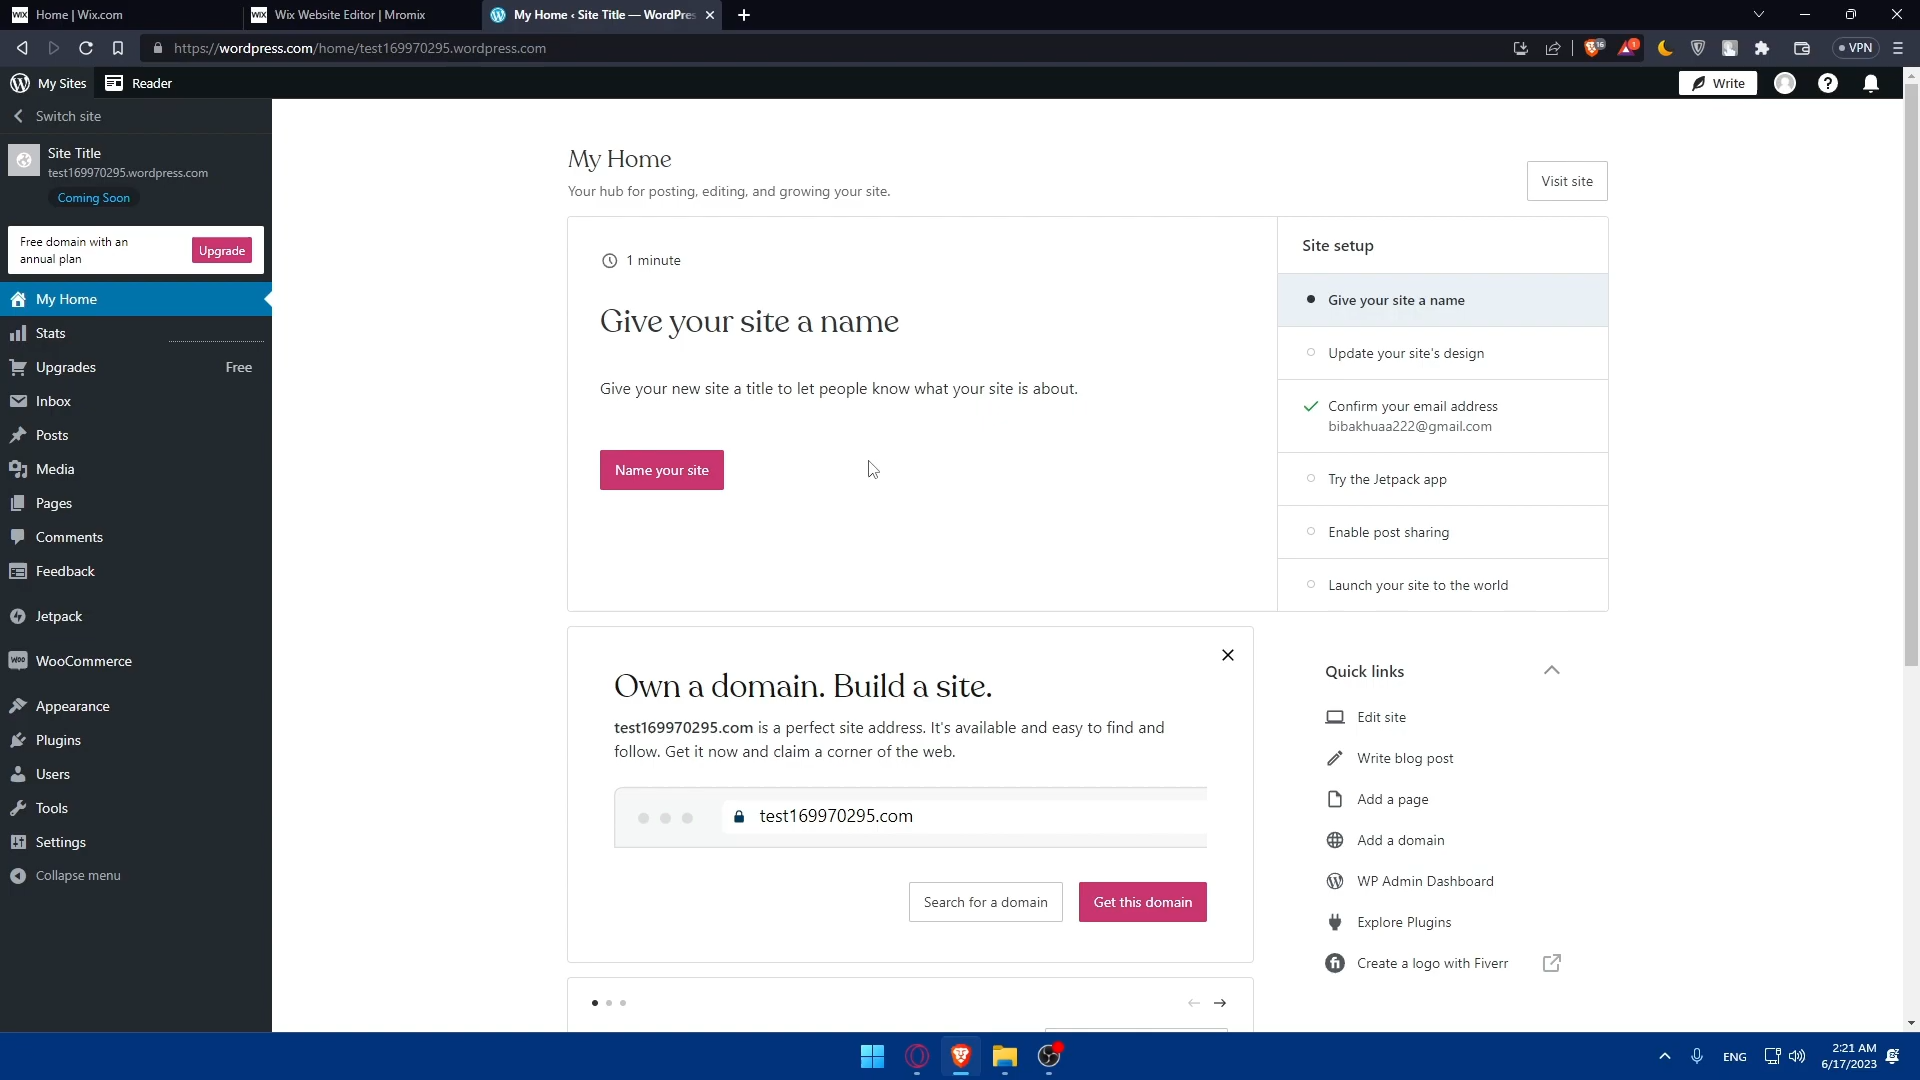 WIX Home | Wix.com
WIX Wix Website Editor | Mromix
My Home ‹ Site Title — WordPres
https://wordpress.com/home/test169970295.wordpress.com
16
1
VPN
My Sites
Reader
Write
Switch site
Site Title
test169970295.wordpress.com
Coming Soon
Free domain with an
annual plan
Upgrade
My Home
Stats
Upgrades Free
Inbox
Posts
Media
Pages
Comments
Feedback
Jetpack
WOO WooCommerce
Appearance
Plugins
Users
Tools
Settings
Collapse menu
My Home
Your hub for posting, editing, and growing your site.
Visit site
1 minute
Give your site a name
Give your new site a title to let people know what your site is about.
Name your site
Site setup
Give your site a name
Update your site's design
Confirm your email address
bibakhuaa222@gmail.com
Try the Jetpack app
Enable post sharing
Launch your site to the world
Own a domain. Build a site.
test169970295.com is a perfect site address. It's available and easy to find and
follow. Get it now and claim a corner of the web.
test169970295.com
Search for a domain
Get this domain
Quick links
Edit site
Write blog post
Add a page
Add a domain
WP Admin Dashboard
Explore Plugins
fi Create a logo with Fiverr
ENG
2:21 AM
6/17/2023